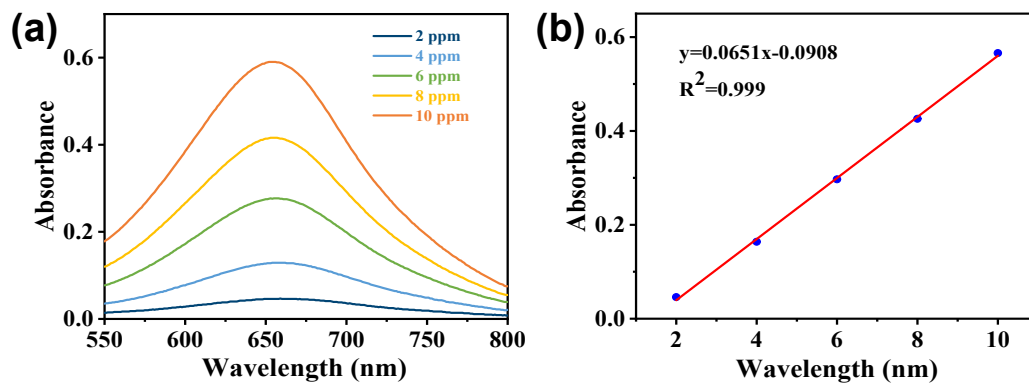 (a)
0.6
0.4
0.2
0.0
Absorbance
2 ppm
4 ppm
6 ppm
8 ppm
10 ppm
550 600 650 700 750 800
Wavelength (nm)
(b)
0.6
0.4
0.2
0.0
Absorbance
y=0.0651x-0.0908
R²=0.999
2 4 6 8 10
Wavelength (nm)